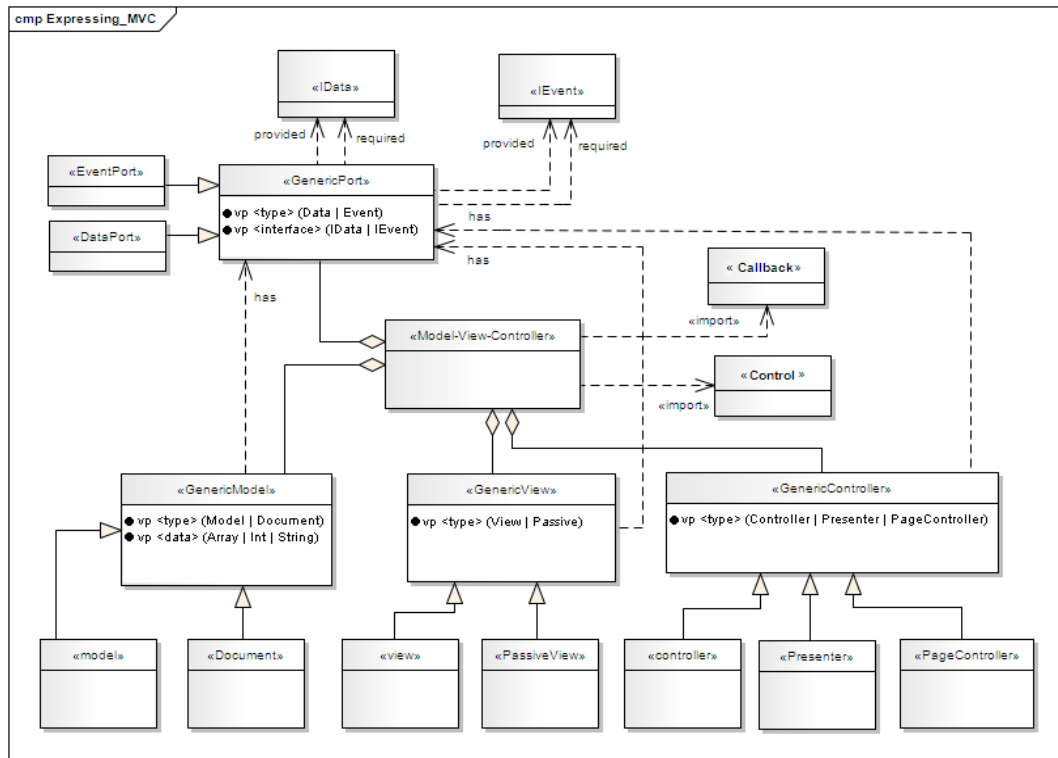 cmp Expressing_MVC
«IData»
«IEvent»
provided
required
provided
required
«EventPort»
«GenericPort»
vp <type> (Data | Event)
vp <interface> (IData | IEvent)
has
«DataPort»
has
«Callback»
has
«import»
«Model-View-Controller»
«Control »
«import»
«GenericModel»
vp <type> (Model | Document)
vp <data> (Array | Int | String)
«GenericView»
vp <type> (View | Passive)
«GenericController»
vp <type> (Controller | Presenter | PageController)
«model»
«Document»
«view»
«PassiveView»
«controller»
«Presenter»
«PageController»